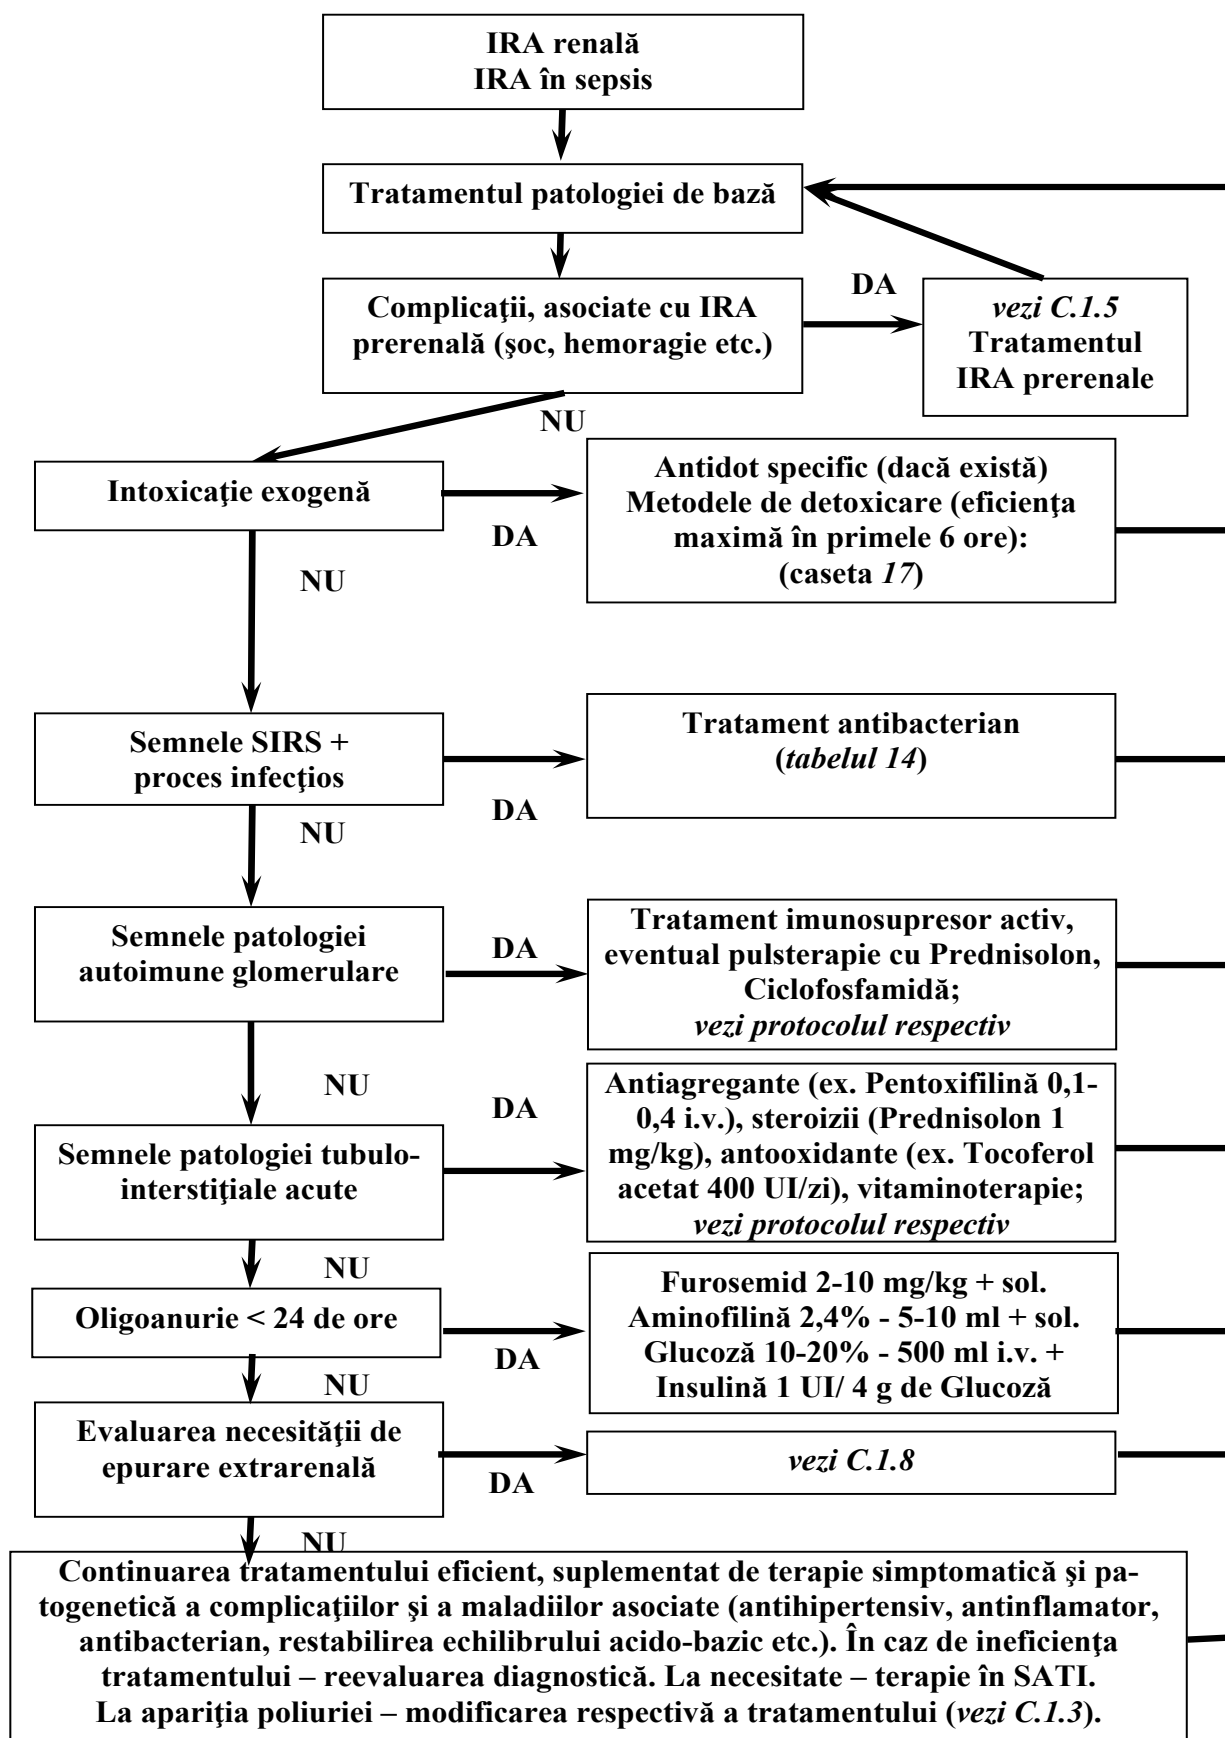 IRA renală
IRA în sepsis
Tratamentul patologiei de bază
Complicaţii, asociate cu IRA
prerenală (şoc, hemoragie etc.)
DA
vezi C.1.5
Tratamentul
IRA prerenale
NU
Intoxicaţie exogenă
DA
Antidot specific (dacă există)
Metodele de detoxicare (eficienţa
maximă în primele 6 ore):
(caseta 17)
NU
Semnele SIRS +
proces infecţios
DA
Tratament antibacterian
(tabelul 14)
NU
Semnele patologiei
autoimune glomerulare
DA
Tratament imunosupresor activ,
eventual pulsterapie cu Prednisolon,
Ciclofosfamidă;
vezi protocolul respectiv
NU
Semnele patologiei tubulo-
interstiţiale acute
DA
Antiagregante (ex. Pentoxifilină 0,1-
0,4 i.v.), steroizii (Prednisolon 1
mg/kg), antooxidante (ex. Tocoferol
acetat 400 UI/zi), vitaminoterapie;
vezi protocolul respectiv
NU
Oligoanurie < 24 de ore
DA
Furosemid 2-10 mg/kg + sol.
Aminofilină 2,4% - 5-10 ml + sol.
Glucoză 10-20% - 500 ml i.v. +
Insulină 1 UI/ 4 g de Glucoză
NU
Evaluarea necesităţii de
epurare extrarenală
DA
vezi C.1.8
NU
Continuarea tratamentului eficient, suplementat de terapie simptomatică şi pa-
togenetică a complicaţiilor şi a maladiilor asociate (antihipertensiv, antinflamator,
antibacterian, restabilirea echilibrului acido-bazic etc.). În caz de ineficienţa
tratamentului – reevaluarea diagnostică. La necesitate – terapie în SATI.
La apariţia poliuriei – modificarea respectivă a tratamentului (vezi C.1.3).